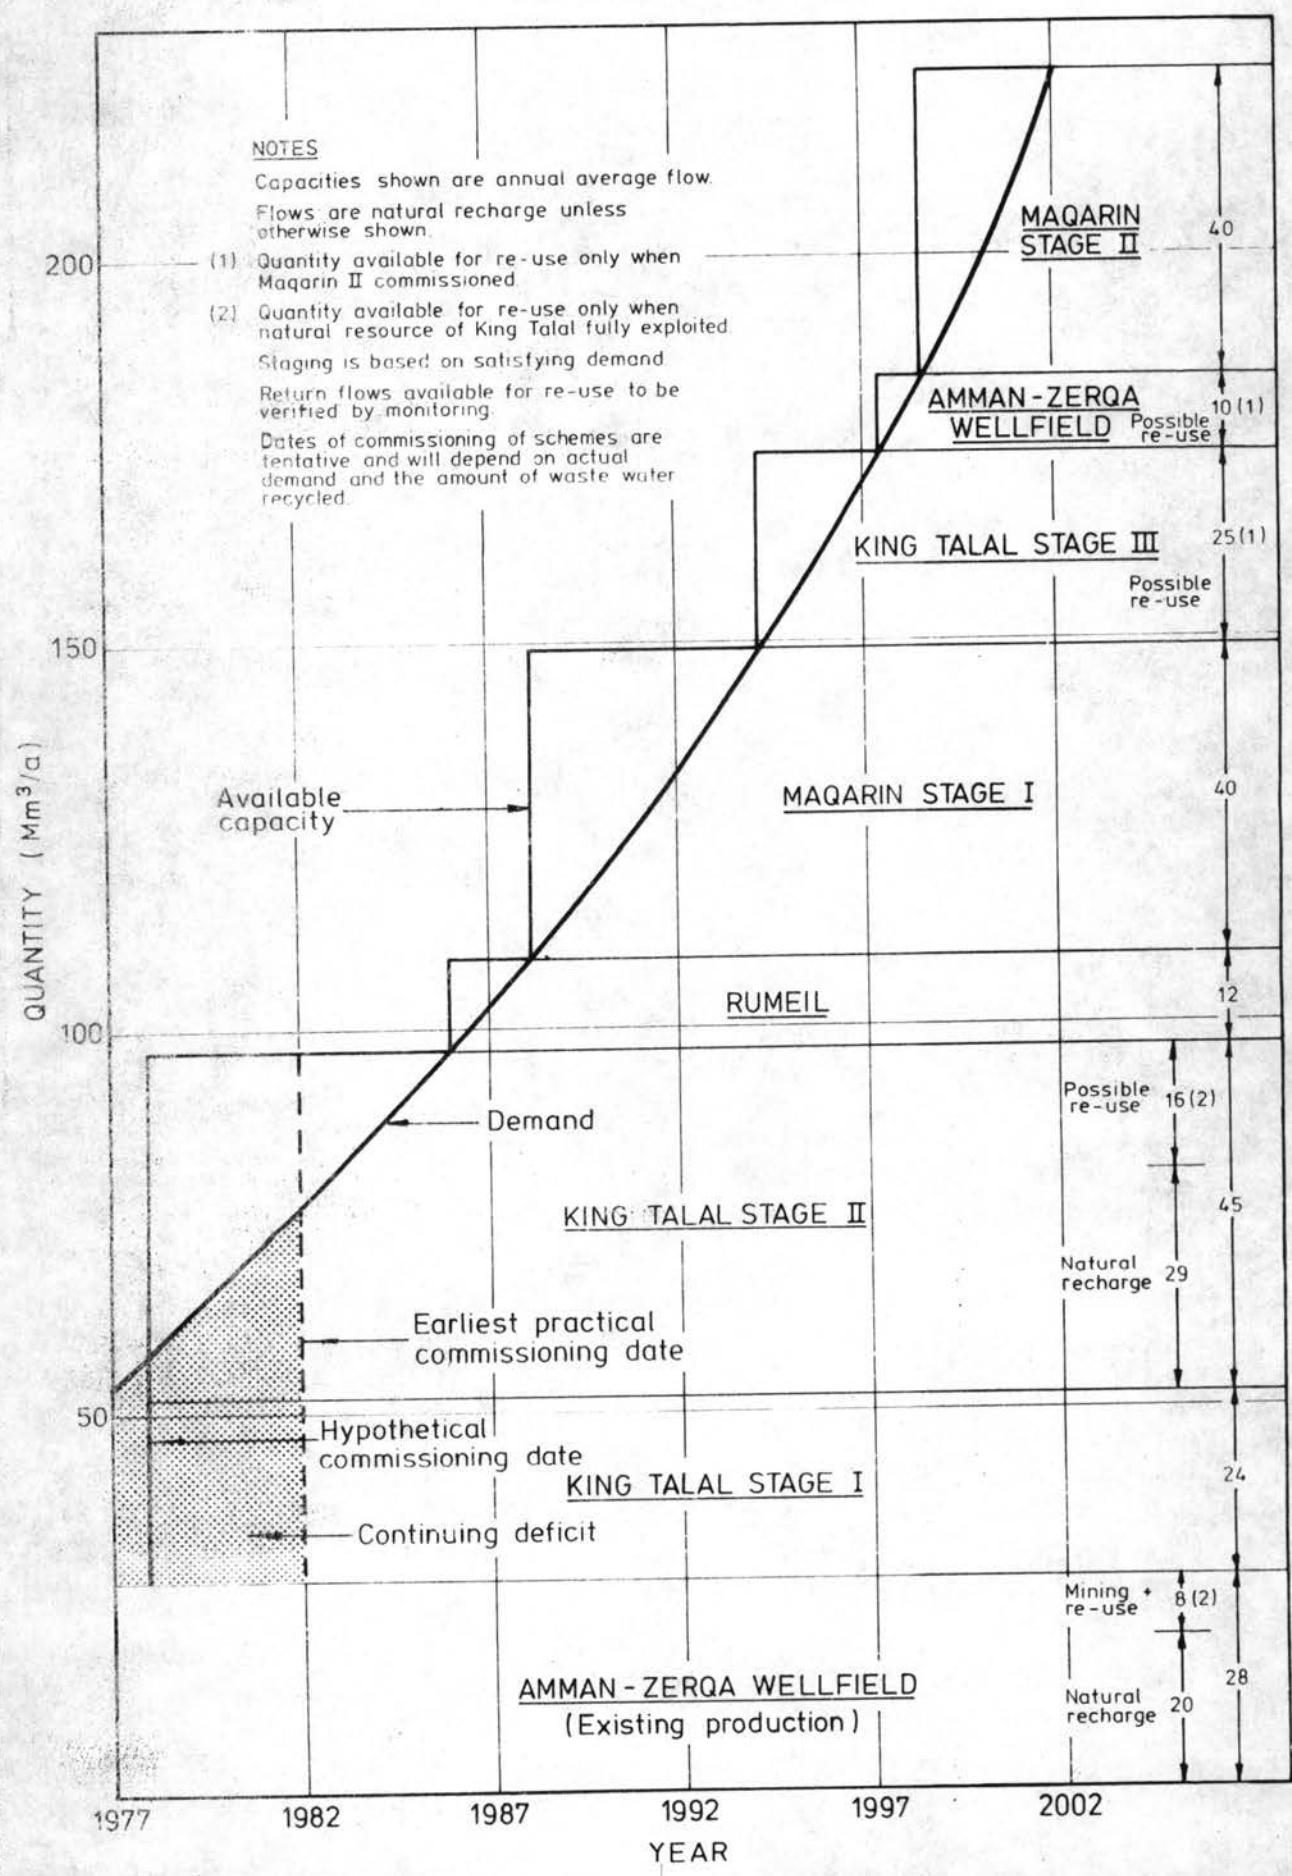 NOTES
Capacities shown are annual average flow.
Flows are natural recharge unless
otherwise shown.
(1) Quantity available for re-use only when
Maqarin II commissioned.
(2) Quantity available for re-use only when
natural resource of King Talal fully exploited.
Staging is based on satisfying demand
Return flows available for re-use to be
verified by monitoring.
Dates of commissioning of schemes are
tentative and will depend on actual
demand and the amount of waste water
recycled.
QUANTITY (Mm³/a)
200
150
100
50
MAQARIN
STAGE II
40
AMMAN-ZERQA
WELLFIELD
Possible
re-use
10(1)
KING TALAL STAGE III
25(1)
Possible
re-use
Available
capacity
MAQARIN STAGE I
40
RUMEIL
12
Possible
re-use
16(2)
Demand
KING TALAL STAGE II
45
Natural
recharge
29
Earliest practical
commissioning date
Hypothetical
commissioning date
KING TALAL STAGE I
24
Continuing deficit
Mining +
re-use
8(2)
AMMAN-ZERQA WELLFIELD
(Existing production)
28
Natural
recharge
20
1977 1982 1987 1992 1997 2002
YEAR